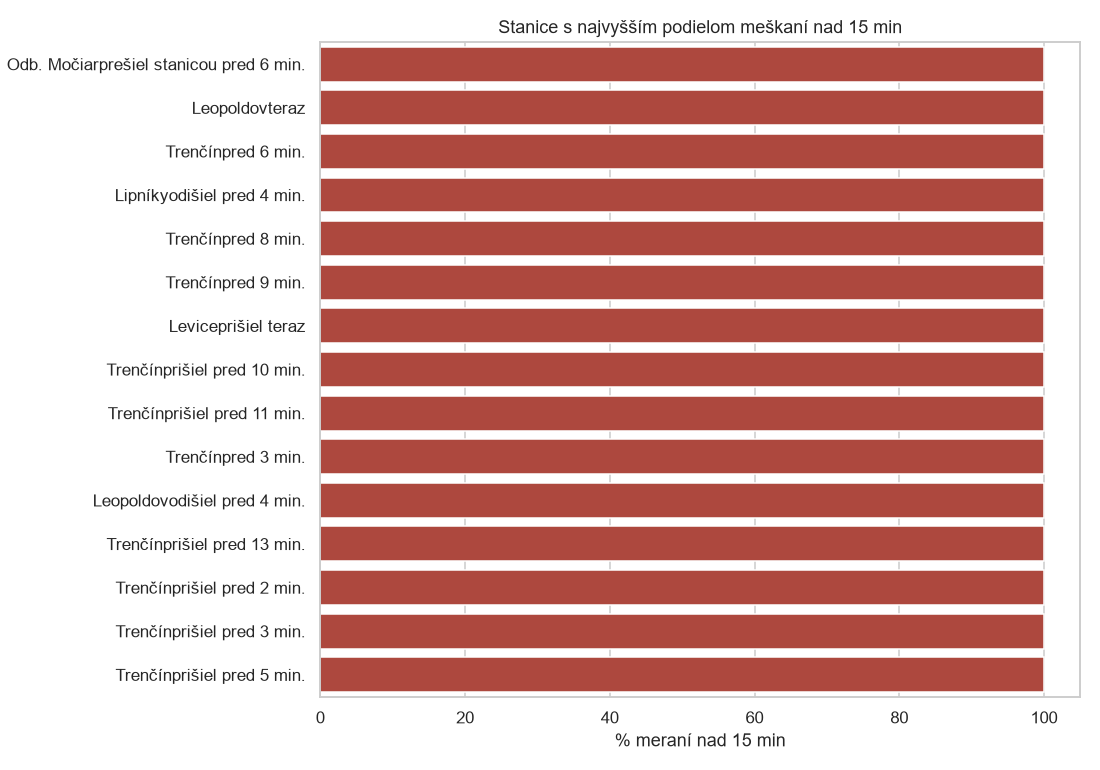 Stanice s najvyšším podielom meškaní nad 15 min
Odb. Močiarprešiel stanicou pred 6 min.
Leopoldovteraz
Trenčínpred 6 min.
Lipníkyodišiel pred 4 min.
Trenčínpred 8 min.
Trenčínpred 9 min.
Leviceprišiel teraz
Trenčínprišiel pred 10 min.
Trenčínprišiel pred 11 min.
Trenčínpred 3 min.
Leopoldovodišiel pred 4 min.
Trenčínprišiel pred 13 min.
Trenčínprišiel pred 2 min.
Trenčínprišiel pred 3 min.
Trenčínprišiel pred 5 min.
0 20 40 60 80 100
% meraní nad 15 min